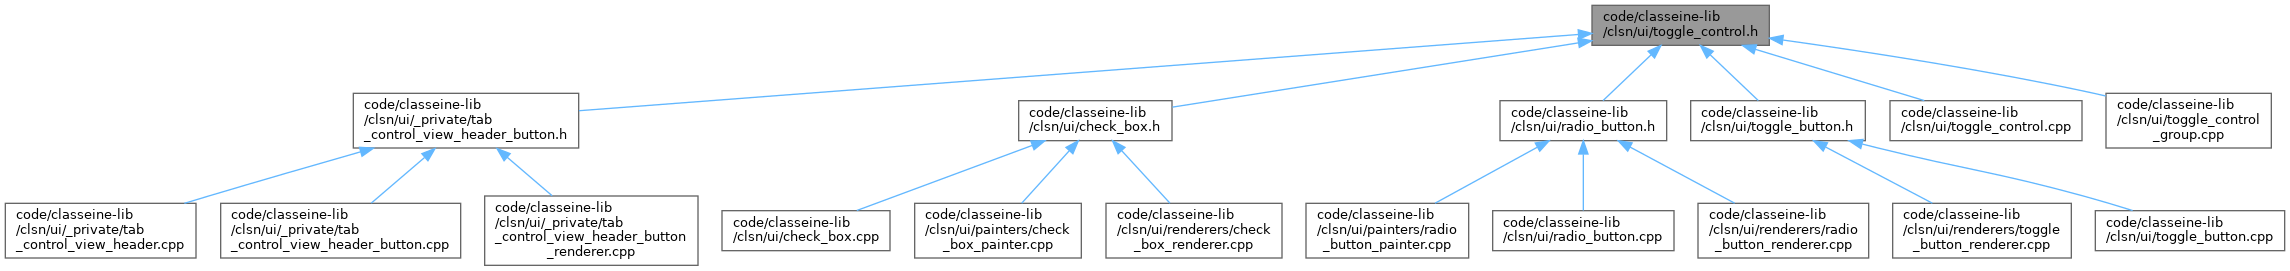 code/classeine-lib
/clsn/ui/toggle_control.h
code/classeine-lib
/clsn/ui/_private/tab
_control_view_header_button.h
code/classeine-lib
/clsn/ui/check_box.h
code/classeine-lib
/clsn/ui/radio_button.h
code/classeine-lib
/clsn/ui/toggle_button.h
code/classeine-lib
/clsn/ui/toggle_control.cpp
code/classeine-lib
/clsn/ui/toggle_control
_group.cpp
code/classeine-lib
/clsn/ui/_private/tab
_control_view_header.cpp
code/classeine-lib
/clsn/ui/_private/tab
_control_view_header_button.cpp
code/classeine-lib
/clsn/ui/_private/tab
_control_view_header_button
_renderer.cpp
code/classeine-lib
/clsn/ui/check_box.cpp
code/classeine-lib
/clsn/ui/painters/check
_box_painter.cpp
code/classeine-lib
/clsn/ui/renderers/check
_box_renderer.cpp
code/classeine-lib
/clsn/ui/painters/radio
_button_painter.cpp
code/classeine-lib
/clsn/ui/radio_button.cpp
code/classeine-lib
/clsn/ui/renderers/radio
_button_renderer.cpp
code/classeine-lib
/clsn/ui/renderers/toggle
_button_renderer.cpp
code/classeine-lib
/clsn/ui/toggle_button.cpp